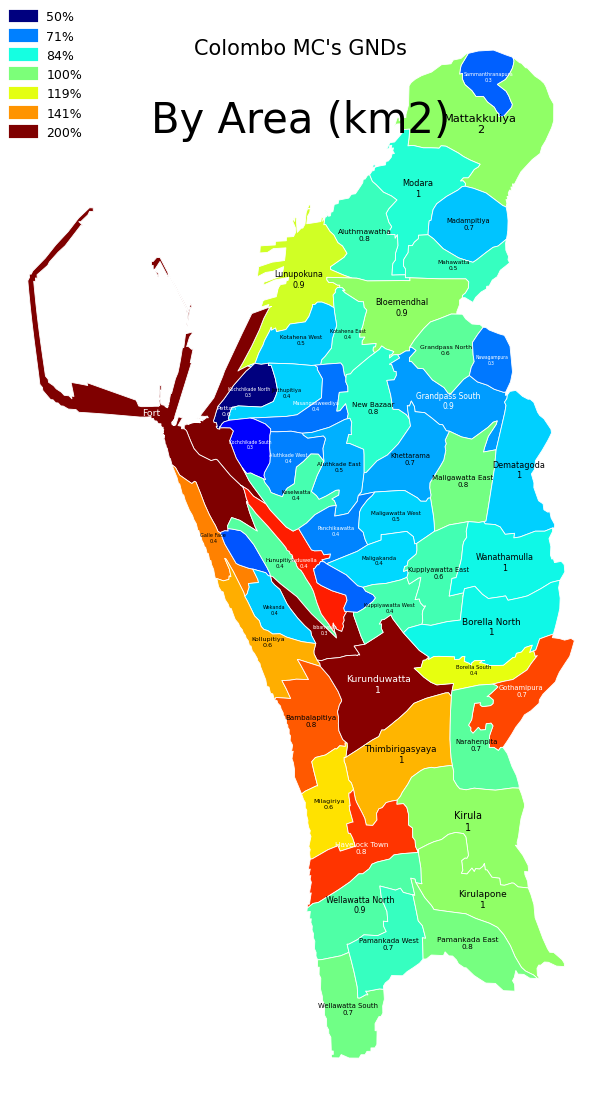 50%
71%
84%
100%
119%
141%
200%
Colombo MC's GNDs
By Area (km2)
Sammanthranapura
0.3
Mattakkuliya
2
Modara
1
Madampitiya
0.7
Aluthmawatha
0.8
Mahawatta
0.5
Lunupokuna
0.9
Bloemendhal
0.9
Kotahena East
0.4
Kotahena West
0.5
Grandpass North
0.6
Nawagampura
0.3
Kochchikade North
0.3
0.4
Masangasweediya
0.4
Grandpass South
0.9
New Bazaar
0.8
Fort
Kochchikade South
0.3
Aluthkade West
0.4
Aluthkade East
0.5
Khettarama
0.7
Dematagoda
1
Maligawatta East
0.8
Keselwatta
0.4
Maligawatta West
0.5
Panchikawatta
0.4
Galle Face
0.4
Hunupitiya
0.4
0.4
Maligakanda
0.4
Kuppiyawatta East
0.6
Wanathamulla
1
Wekanda
0.4
Kuppiyawatta West
0.4
Borella North
1
0.3
Kollupitiya
0.6
Borella South
0.4
Kurunduwatta
1
Gothamipura
0.7
Bambalapitiya
0.8
Thimbirigasyaya
1
Narahenpita
0.7
Milagiriya
0.6
Kirula
1
Havelock Town
0.8
Kirulapone
1
Wellawatta North
0.9
Pamankada West
0.7
Pamankada East
0.8
Wellawatta South
0.7